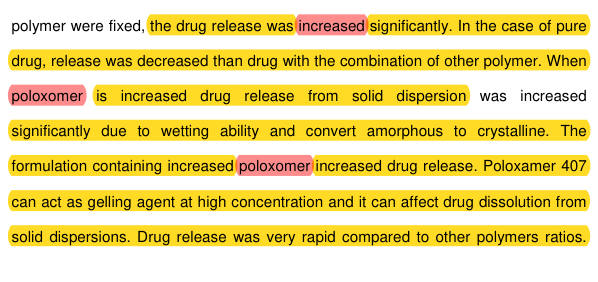 polymer were fixed, the drug release was increased significantly. In the case of pure
drug, release was decreased than drug with the combination of other polymer. When
poloxomer is increased drug release from solid dispersion was increased
significantly due to wetting ability and convert amorphous to crystalline. The
formulation containing increased poloxomer increased drug release. Poloxamer 407
can act as gelling agent at high concentration and it can affect drug dissolution from
solid dispersions. Drug release was very rapid compared to other polymers ratios.